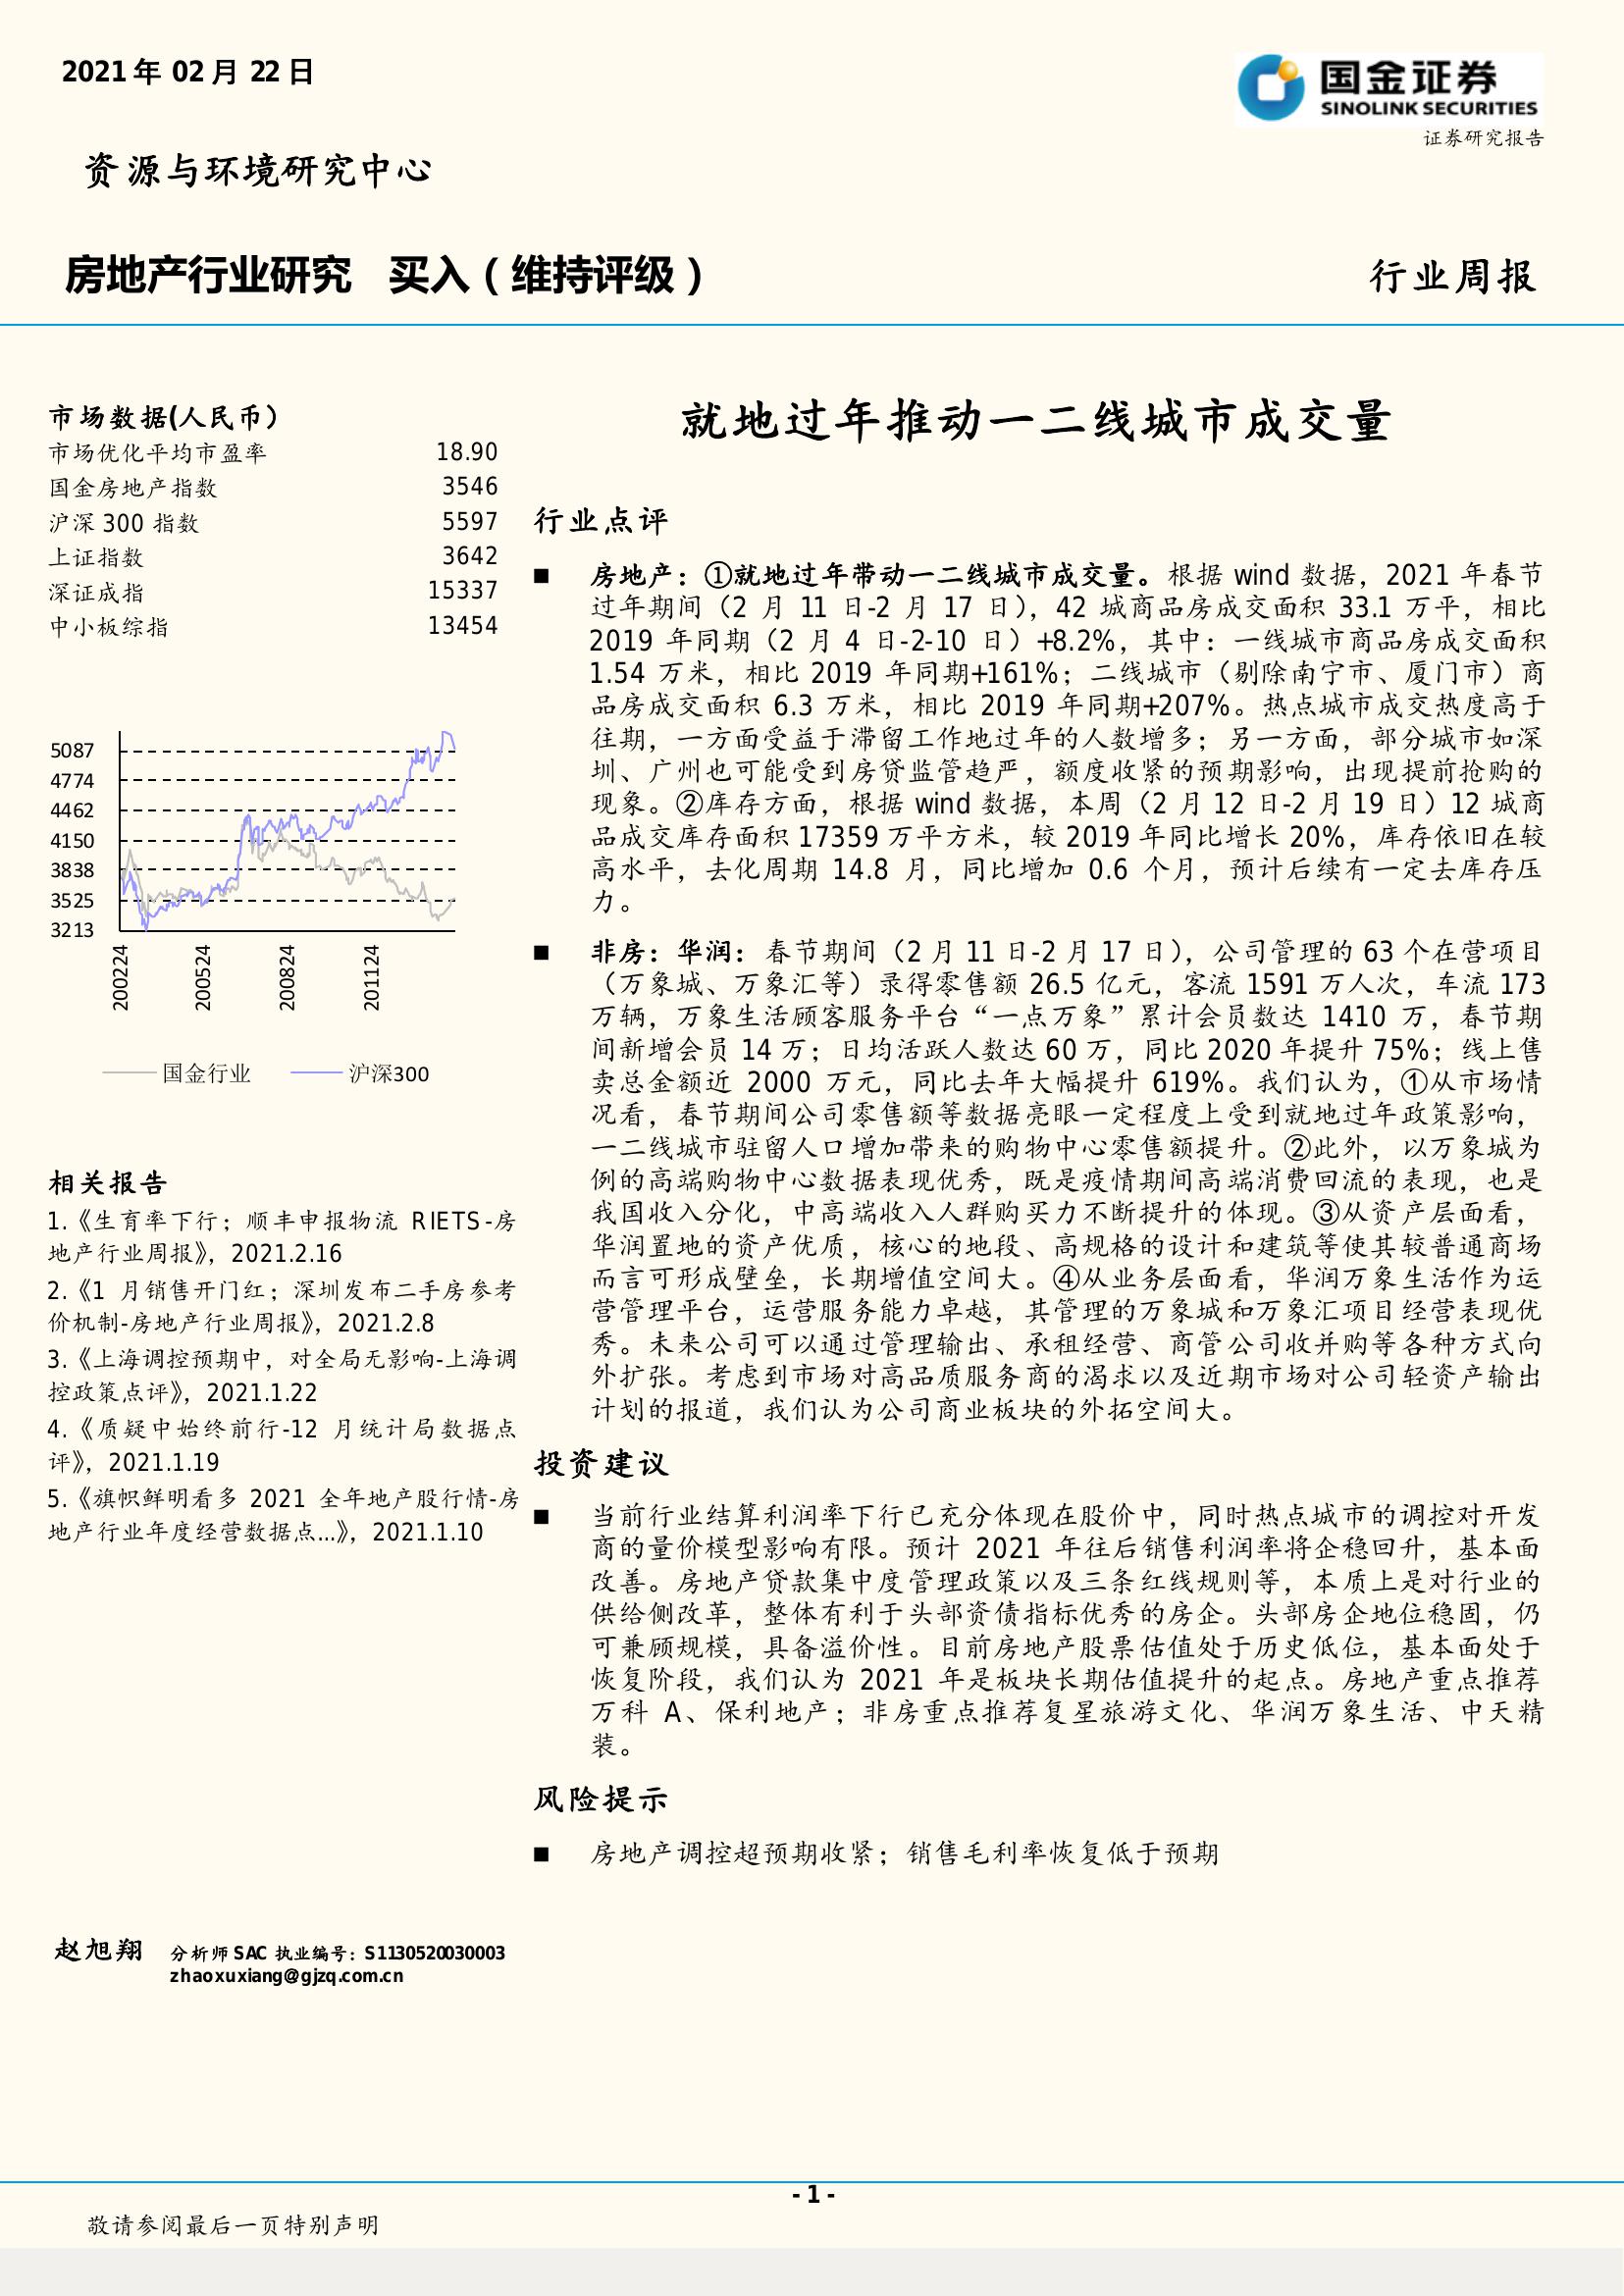 2021年02月22日
国金证券
SINOLINK SECURITIES
证券研究报告
资源与环境研究中心
房地产行业研究 买入（维持评级）
行业周报
市场数据(人民币）
市场优化平均市盈率 18.90
国金房地产指数 3546
沪深300指数 5597
上证指数 3642
深证成指 15337
中小板综指 13454
5087
4774
4462
4150
3838
3525
3213
200224
200524
200824
201124
国金行业 沪深300
相关报告
1.《生育率下行；顺丰申报物流 RIETS-房
地产行业周报》，2021.2.16
2.《1 月销售开门红；深圳发布二手房参考
价机制-房地产行业周报》，2021.2.8
3.《上海调控预期中，对全局无影响-上海调
控政策点评》，2021.1.22
4.《质疑中始终前行-12 月统计局数据点
评》，2021.1.19
5.《旗帜鲜明看多 2021 全年地产股行情-房
地产行业年度经营数据点...》，2021.1.10
赵旭翔 分析师 SAC 执业编号：S1130520030003
zhaoxuxiang@gjzq.com.cn
就地过年推动一二线城市成交量
行业点评
■ 房地产：①就地过年带动一二线城市成交量。根据 wind 数据，2021 年春节
过年期间（2 月 11 日-2 月 17 日），42 城商品房成交面积 33.1 万平，相比
2019 年同期（2 月 4 日-2-10 日）+8.2%，其中：一线城市商品房成交面积
1.54 万米，相比 2019 年同期+161%；二线城市（剔除南宁市、厦门市）商
品房成交面积 6.3 万米，相比 2019 年同期+207%。热点城市成交热度高于
往期，一方面受益于滞留工作地过年的人数增多；另一方面，部分城市如深
圳、广州也可能受到房贷监管趋严，额度收紧的预期影响，出现提前抢购的
现象。②库存方面，根据 wind 数据，本周（2 月 12 日-2 月 19 日）12 城商
品成交库存面积 17359 万平方米，较 2019 年同比增长 20%，库存依旧在较
高水平，去化周期 14.8 月，同比增加 0.6 个月，预计后续有一定去库存压
力。
■ 非房：华润：春节期间（2 月 11 日-2 月 17 日），公司管理的 63 个在营项目
（万象城、万象汇等）录得零售额 26.5 亿元，客流 1591 万人次，车流 173
万辆，万象生活顾客服务平台“一点万象”累计会员数达 1410 万，春节期
间新增会员 14 万；日均活跃人数达 60 万，同比 2020 年提升 75%；线上售
卖总金额近 2000 万元，同比去年大幅提升 619%。我们认为，①从市场情
况看，春节期间公司零售额等数据亮眼一定程度上受到就地过年政策影响，
一二线城市驻留人口增加带来的购物中心零售额提升。②此外，以万象城为
例的高端购物中心数据表现优秀，既是疫情期间高端消费回流的表现，也是
我国收入分化，中高端收入人群购买力不断提升的体现。③从资产层面看，
华润置地的资产优质，核心的地段、高规格的设计和建筑等使其较普通商场
而言可形成壁垒，长期增值空间大。④从业务层面看，华润万象生活作为运
营管理平台，运营服务能力卓越，其管理的万象城和万象汇项目经营表现优
秀。未来公司可以通过管理输出、承租经营、商管公司收并购等各种方式向
外扩张。考虑到市场对高品质服务商的渴求以及近期市场对公司轻资产输出
计划的报道，我们认为公司商业板块的外拓空间大。
投资建议
■ 当前行业结算利润率下行已充分体现在股价中，同时热点城市的调控对开发
商的量价模型影响有限。预计 2021 年往后销售利润率将企稳回升，基本面
改善。房地产贷款集中度管理政策以及三条红线规则等，本质上是对行业的
供给侧改革，整体有利于头部资债指标优秀的房企。头部房企地位稳固，仍
可兼顾规模，具备溢价性。目前房地产股票估值处于历史低位，基本面处于
恢复阶段，我们认为 2021 年是板块长期估值提升的起点。房地产重点推荐
万科 A、保利地产；非房重点推荐复星旅游文化、华润万象生活、中天精
装。
风险提示
■ 房地产调控超预期收紧；销售毛利率恢复低于预期
- 1 -
敬请参阅最后一页特别声明